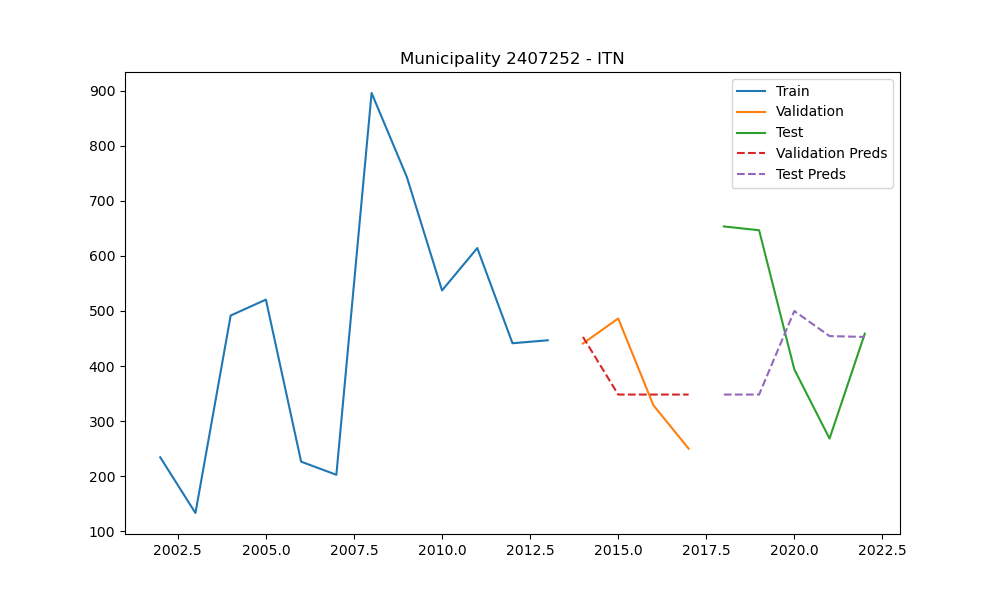 Municipality 2407252 - ITN
900
800
700
600
500
400
300
200
100
2002.5 2005.0 2007.5 2010.0 2012.5 2015.0 2017.5 2020.0 2022.5
Train
Validation
Test
Validation Preds
Test Preds